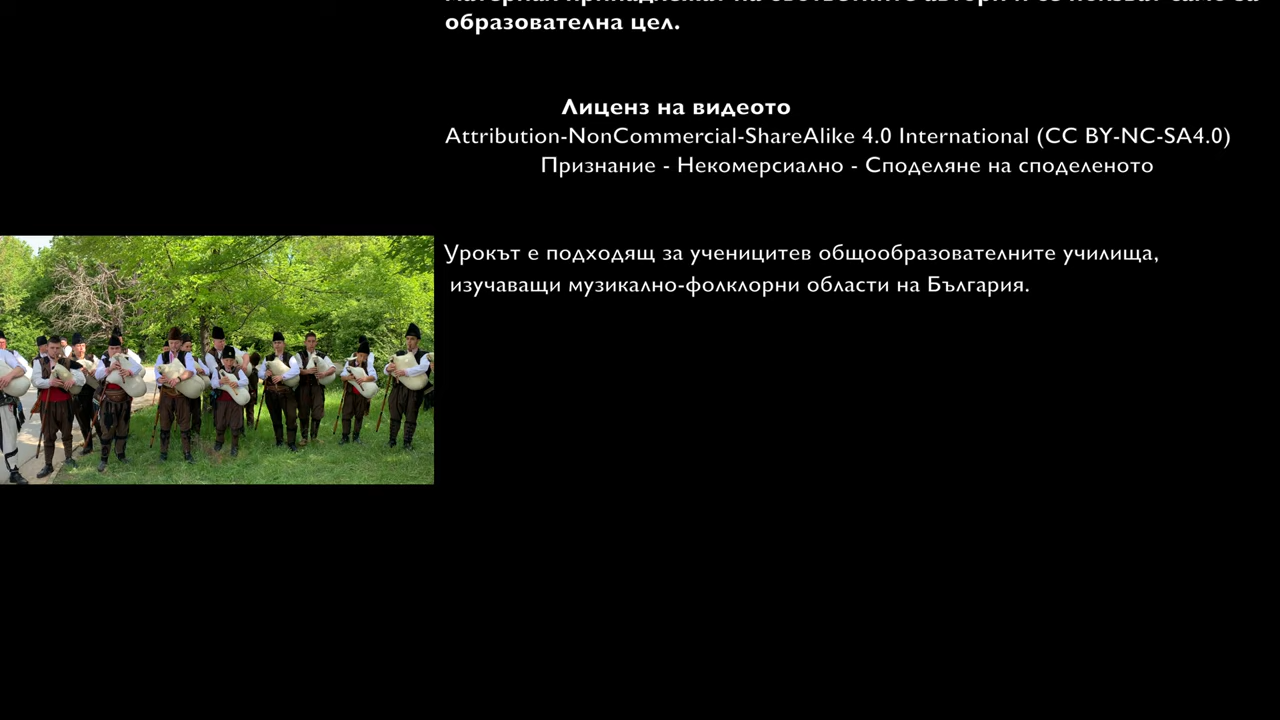 образователна цел.
Лиценз на видеото
Attribution-NonCommercial-ShareAlike 4.0 International (CC BY-NC-SA4.0)
Признание - Некомерсиално - Споделяне на споделеното
Урокът е подходящ за ученицитев общообразователните училища,
изучаващи музикално-фолклорни области на България.